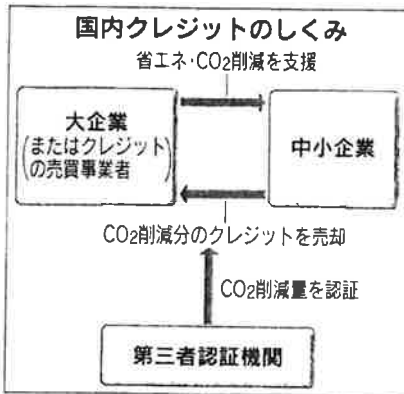 国内クレジットのしくみ
省エネ・CO2削減を支援
大企業
(またはクレジット
の売買事業者)
中小企業
CO2削減分のクレジットを売却
CO2削減量を認証
第三者認証機関